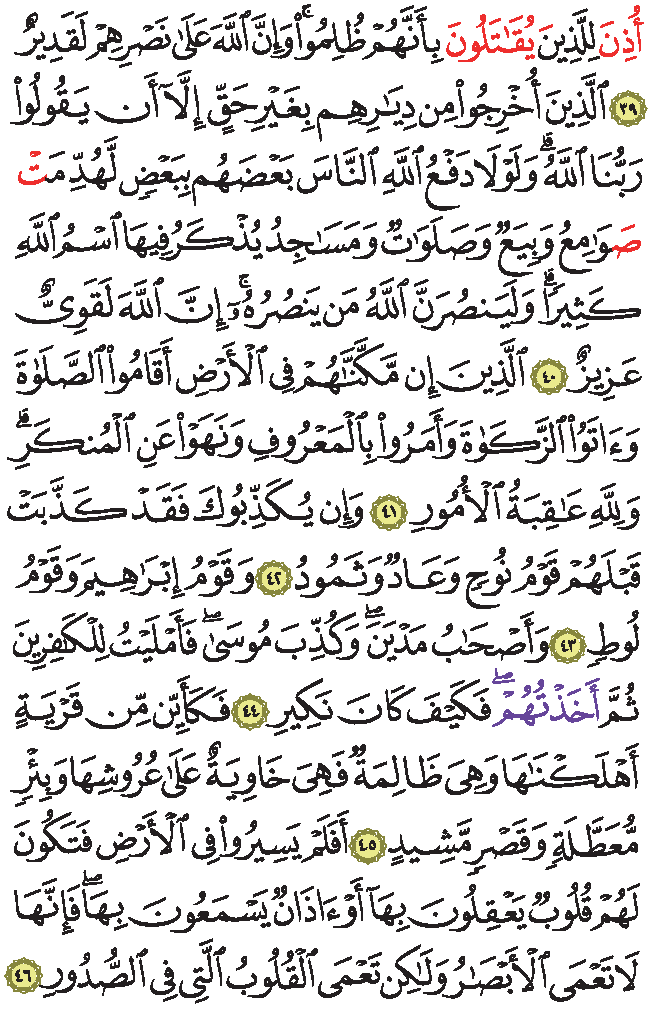 أُذِنَ لِلَّذِينَ يُقَٰتَلُونَ بِأَنَّهُمْ ظُلِمُوا۟ ۚ وَإِنَّ ٱللَّهَ عَلَىٰ نَصْرِهِمْ لَقَدِيرٌ
٣٩ ٱلَّذِينَ أُخْرِجُوا۟ مِن دِيَٰرِهِم بِغَيْرِ حَقٍّ إِلَّآ أَن يَقُولُوا۟
رَبُّنَا ٱللَّهُ ۗ وَلَوْلَا دَفْعُ ٱللَّهِ ٱلنَّاسَ بَعْضَهُم بِبَعْضٍ لَّهُدِّمَتْ
صَوَٰمِعُ وَبِيَعٌ وَصَلَوَٰتٌ وَمَسَٰجِدُ يُذْكَرُ فِيهَا ٱسْمُ ٱللَّهِ
كَثِيرًا ۗ وَلَيَنصُرَنَّ ٱللَّهُ مَن يَنصُرُهُۥٓ ۚ إِنَّ ٱللَّهَ لَقَوِىٌّ
عَزِيزٌ ٤٠ ٱلَّذِينَ إِن مَّكَّنَّٰهُمْ فِى ٱلْأَرْضِ أَقَامُوا۟ ٱلصَّلَوٰةَ
وَءَاتَوُا۟ ٱلزَّكَوٰةَ وَأَمَرُوا۟ بِٱلْمَعْرُوفِ وَنَهَوْا۟ عَنِ ٱلْمُنكَرِ ۗ
وَلِلَّهِ عَٰقِبَةُ ٱلْأُمُورِ ٤١ وَإِن يُكَذِّبُوكَ فَقَدْ كَذَّبَتْ
قَبْلَهُمْ قَوْمُ نُوحٍ وَعَادٌ وَثَمُودُ ٤٢ وَقَوْمُ إِبْرَٰهِيمَ وَقَوْمُ
لُوطٍ ٤٣ وَأَصْحَٰبُ مَدْيَنَ ۖ وَكُذِّبَ مُوسَىٰ ۖ فَأَمْلَيْتُ لِلْكَٰفِرِينَ
ثُمَّ أَخَذْتُهُمْ ۖ فَكَيْفَ كَانَ نَكِيرِ ٤٤ فَكَأَيِّن مِّن قَرْيَةٍ
أَهْلَكْنَٰهَا وَهِىَ ظَالِمَةٌ فَهِىَ خَاوِيَةٌ عَلَىٰ عُرُوشِهَا وَبِئْرٍ
مُّعَطَّلَةٍ وَقَصْرٍ مَّشِيدٍ ٤٥ أَفَلَمْ يَسِيرُوا۟ فِى ٱلْأَرْضِ فَتَكُونَ
لَهُمْ قُلُوبٌ يَعْقِلُونَ بِهَآ أَوْ ءَاذَانٌ يَسْمَعُونَ بِهَا ۖ فَإِنَّهَا
لَا تَعْمَى ٱلْأَبْصَٰرُ وَلَٰكِن تَعْمَى ٱلْقُلُوبُ ٱلَّتِى فِى ٱلصُّدُورِ ٤٦